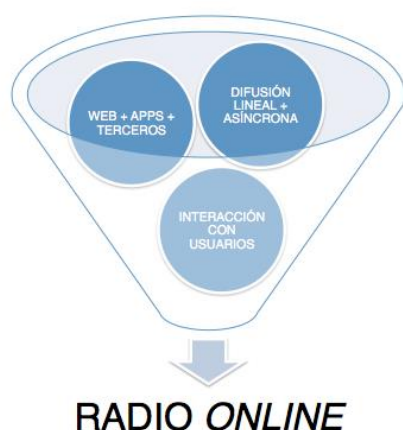 WEB + APPS +
TERCEROS
DIFUSIÓN
LINEAL +
ASÍNCRONA
INTERACCIÓN
CON
USUARIOS
RADIO ONLINE